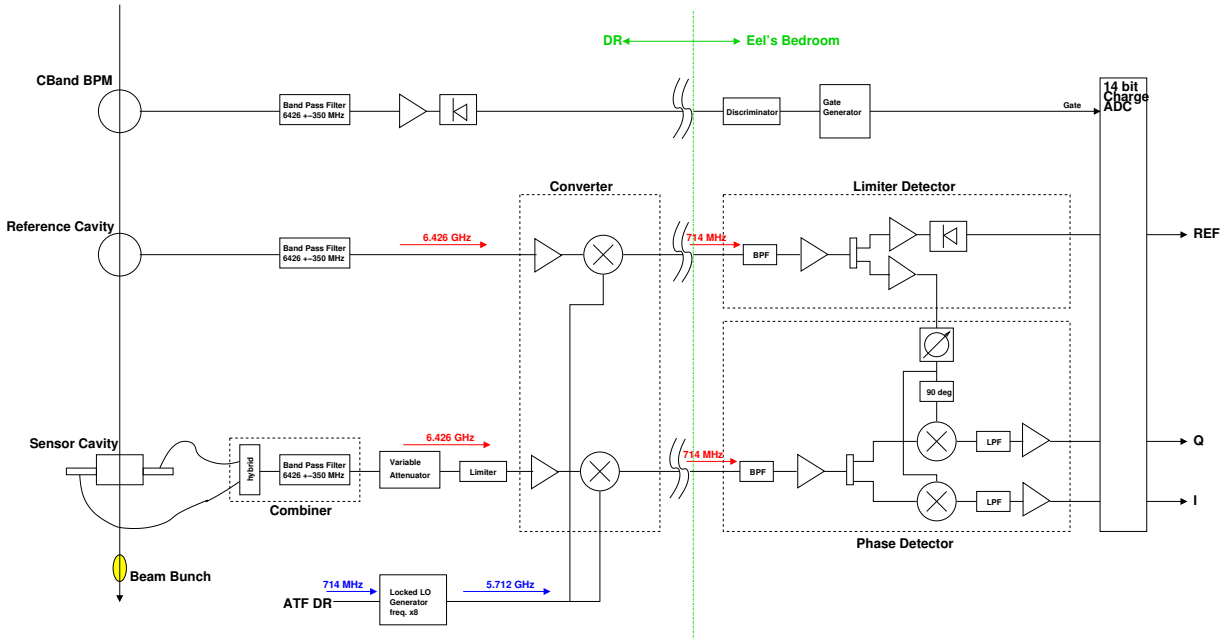 DR
Eel's Bedroom
CBand BPM
Band Pass Filter
6426 +−350 MHz
Discriminator
Gate
Generator
Gate
14 bit
Charge
ADC
Converter
Limiter Detector
Reference Cavity
Band Pass Filter
6426 +−350 MHz
6.426 GHz
714 MHz
BPF
REF
90 deg
Sensor Cavity
hybrid
Band Pass Filter
6426 +−350 MHz
Combiner
6.426 GHz
Variable
Attenuator
Limiter
714 MHz
BPF
LPF
Q
LPF
I
Phase Detector
Beam Bunch
714 MHz
ATF DR
Locked LO
Generator
freq. x8
5.712 GHz